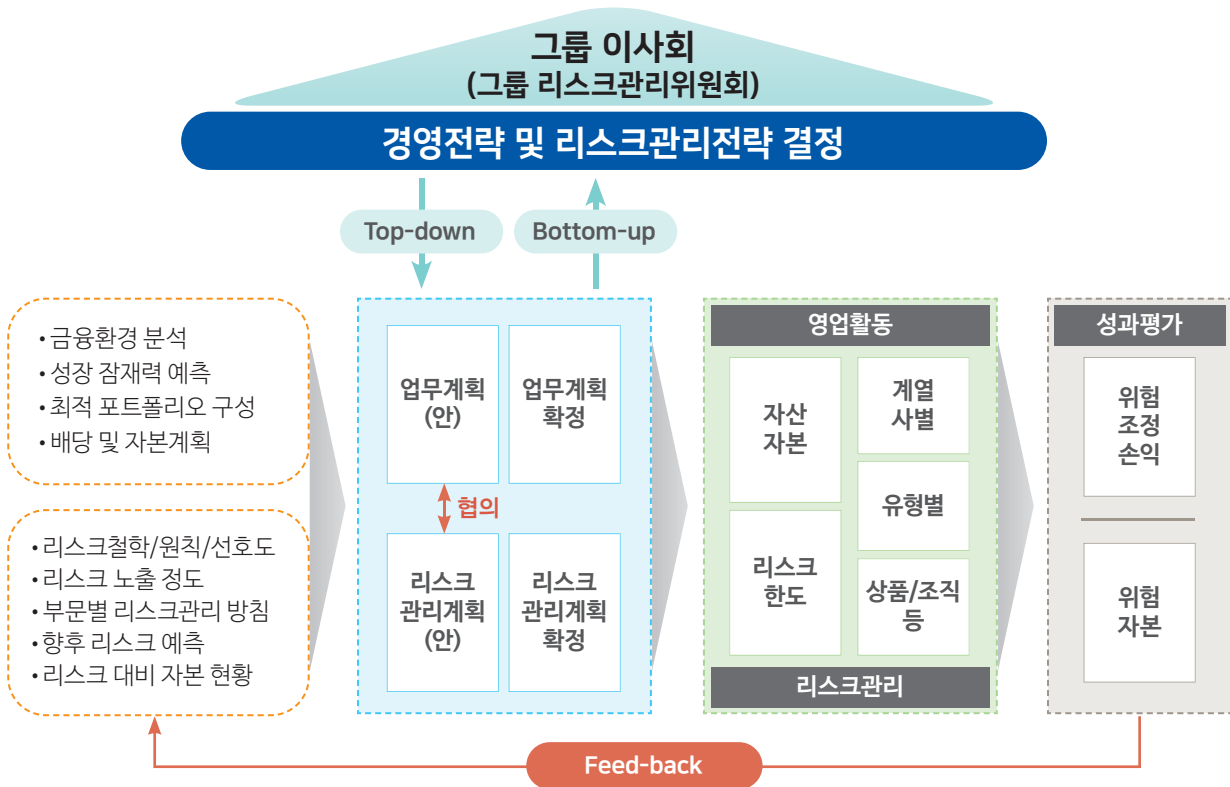 그룹 이사회
(그룹 리스크관리위원회)
경영전략 및 리스크관리전략 결정
Top-down
Bottom-up
• 금융환경 분석
• 성장 잠재력 예측
• 최적 포트폴리오 구성
• 배당 및 자본계획
• 리스크철학/원칙/선호도
• 리스크 노출 정도
• 부문별 리스크관리 방침
• 향후 리스크 예측
• 리스크 대비 자본 현황
업무계획
(안)
업무계획
확정
협의
리스크
관리계획
(안)
리스크
관리계획
확정
영업활동
자산
자본
계열
사별
유형별
리스크
한도
상품/조직
등
리스크관리
성과평가
위험
조정
손익
위험
자본
Feed-back